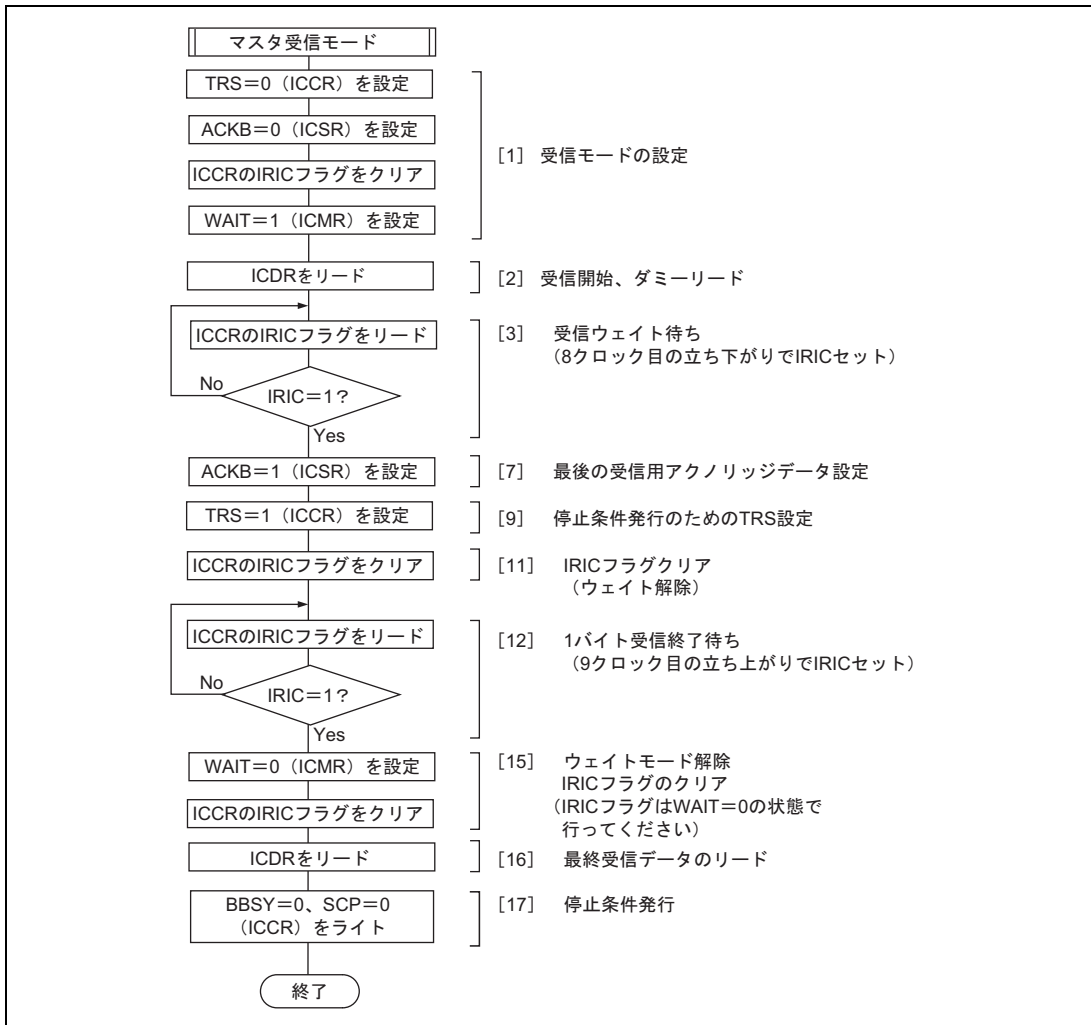 マスタ受信モード
TRS＝0（ICCR）を設定
ACKB＝0（ICSR）を設定
ICCRのIRICフラグをクリア
WAIT＝1（ICMR）を設定
［1］ 受信モードの設定
ICDRをリード
［2］ 受信開始、ダミーリード
ICCRのIRICフラグをリード
［3］ 受信ウェイト待ち
（8クロック目の立ち下がりでIRICセット）
No
IRIC＝1？
Yes
ACKB＝1（ICSR）を設定
［7］ 最後の受信用アクノリッジデータ設定
TRS＝1（ICCR）を設定
［9］ 停止条件発行のためのTRS設定
ICCRのIRICフラグをクリア
［11］ IRICフラグクリア
（ウェイト解除）
ICCRのIRICフラグをリード
［12］ 1バイト受信終了待ち
（9クロック目の立ち上がりでIRICセット）
No
IRIC＝1？
Yes
WAIT＝0（ICMR）を設定
ICCRのIRICフラグをクリア
［15］ ウェイトモード解除
IRICフラグのクリア
（IRICフラグはWAIT＝0の状態で
行ってください）
ICDRをリード
［16］ 最終受信データのリード
BBSY＝0、SCP＝0
（ICCR）をライト
［17］ 停止条件発行
終了